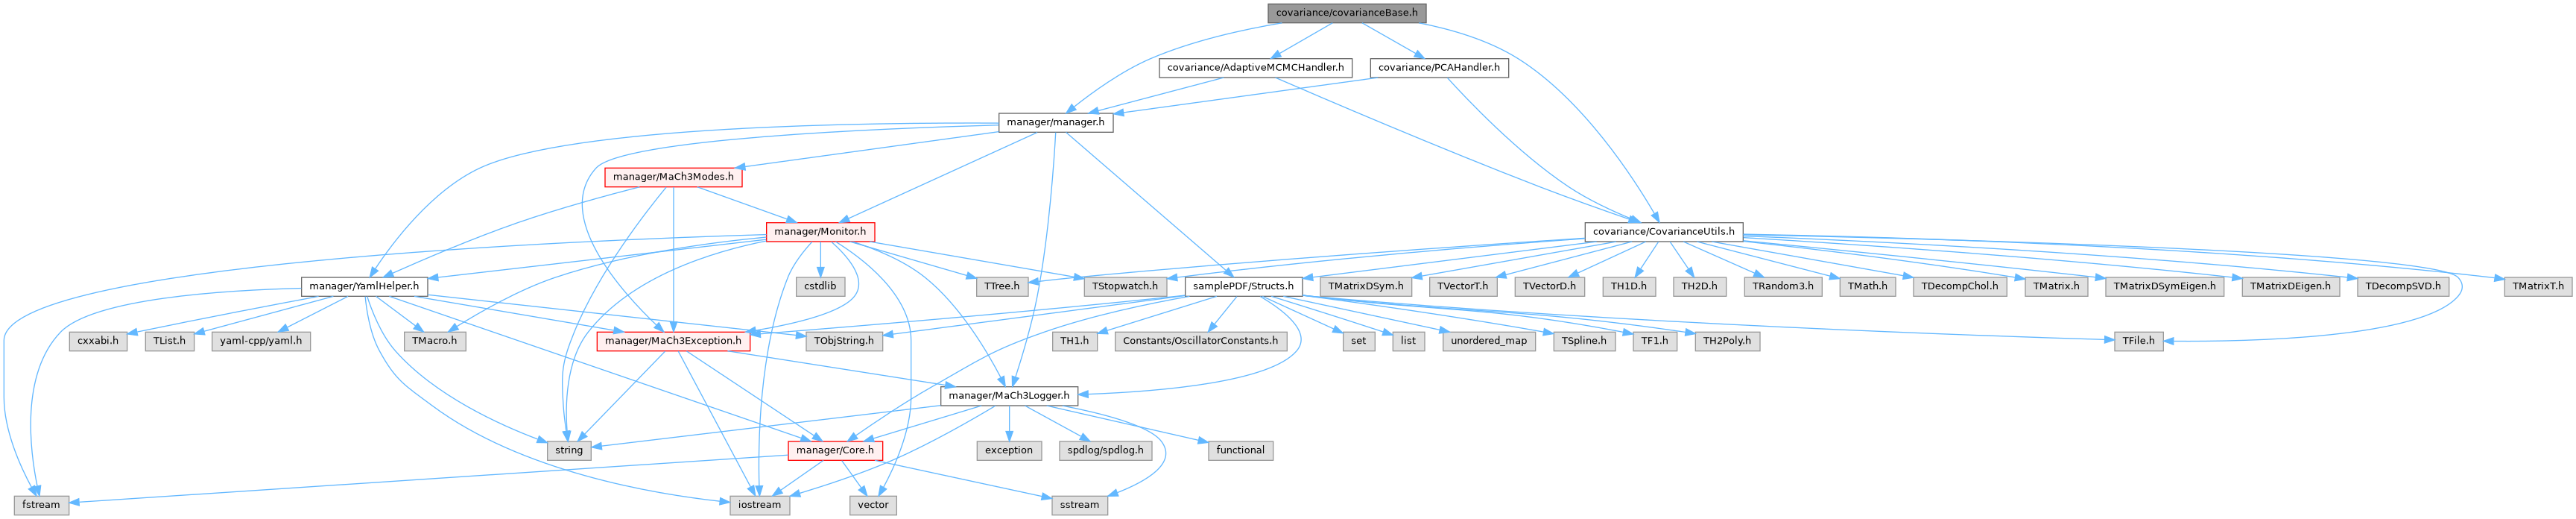 covariance/covarianceBase.h
covariance/AdaptiveMCMCHandler.h
covariance/PCAHandler.h
manager/manager.h
manager/MaCh3Modes.h
manager/Monitor.h
covariance/CovarianceUtils.h
manager/YamlHelper.h
cstdlib
TTree.h
TStopwatch.h
samplePDF/Structs.h
TMatrixDSym.h
TVectorT.h
TVectorD.h
TH1D.h
TH2D.h
TRandom3.h
TMath.h
TDecompChol.h
TMatrix.h
TMatrixDSymEigen.h
TMatrixDEigen.h
TDecompSVD.h
TMatrixT.h
cxxabi.h
TList.h
yaml-cpp/yaml.h
TMacro.h
manager/MaCh3Exception.h
TObjString.h
TH1.h
Constants/OscillatorConstants.h
set
list
unordered_map
TSpline.h
TF1.h
TH2Poly.h
TFile.h
manager/MaCh3Logger.h
string
manager/Core.h
exception
spdlog/spdlog.h
functional
fstream
iostream
vector
sstream